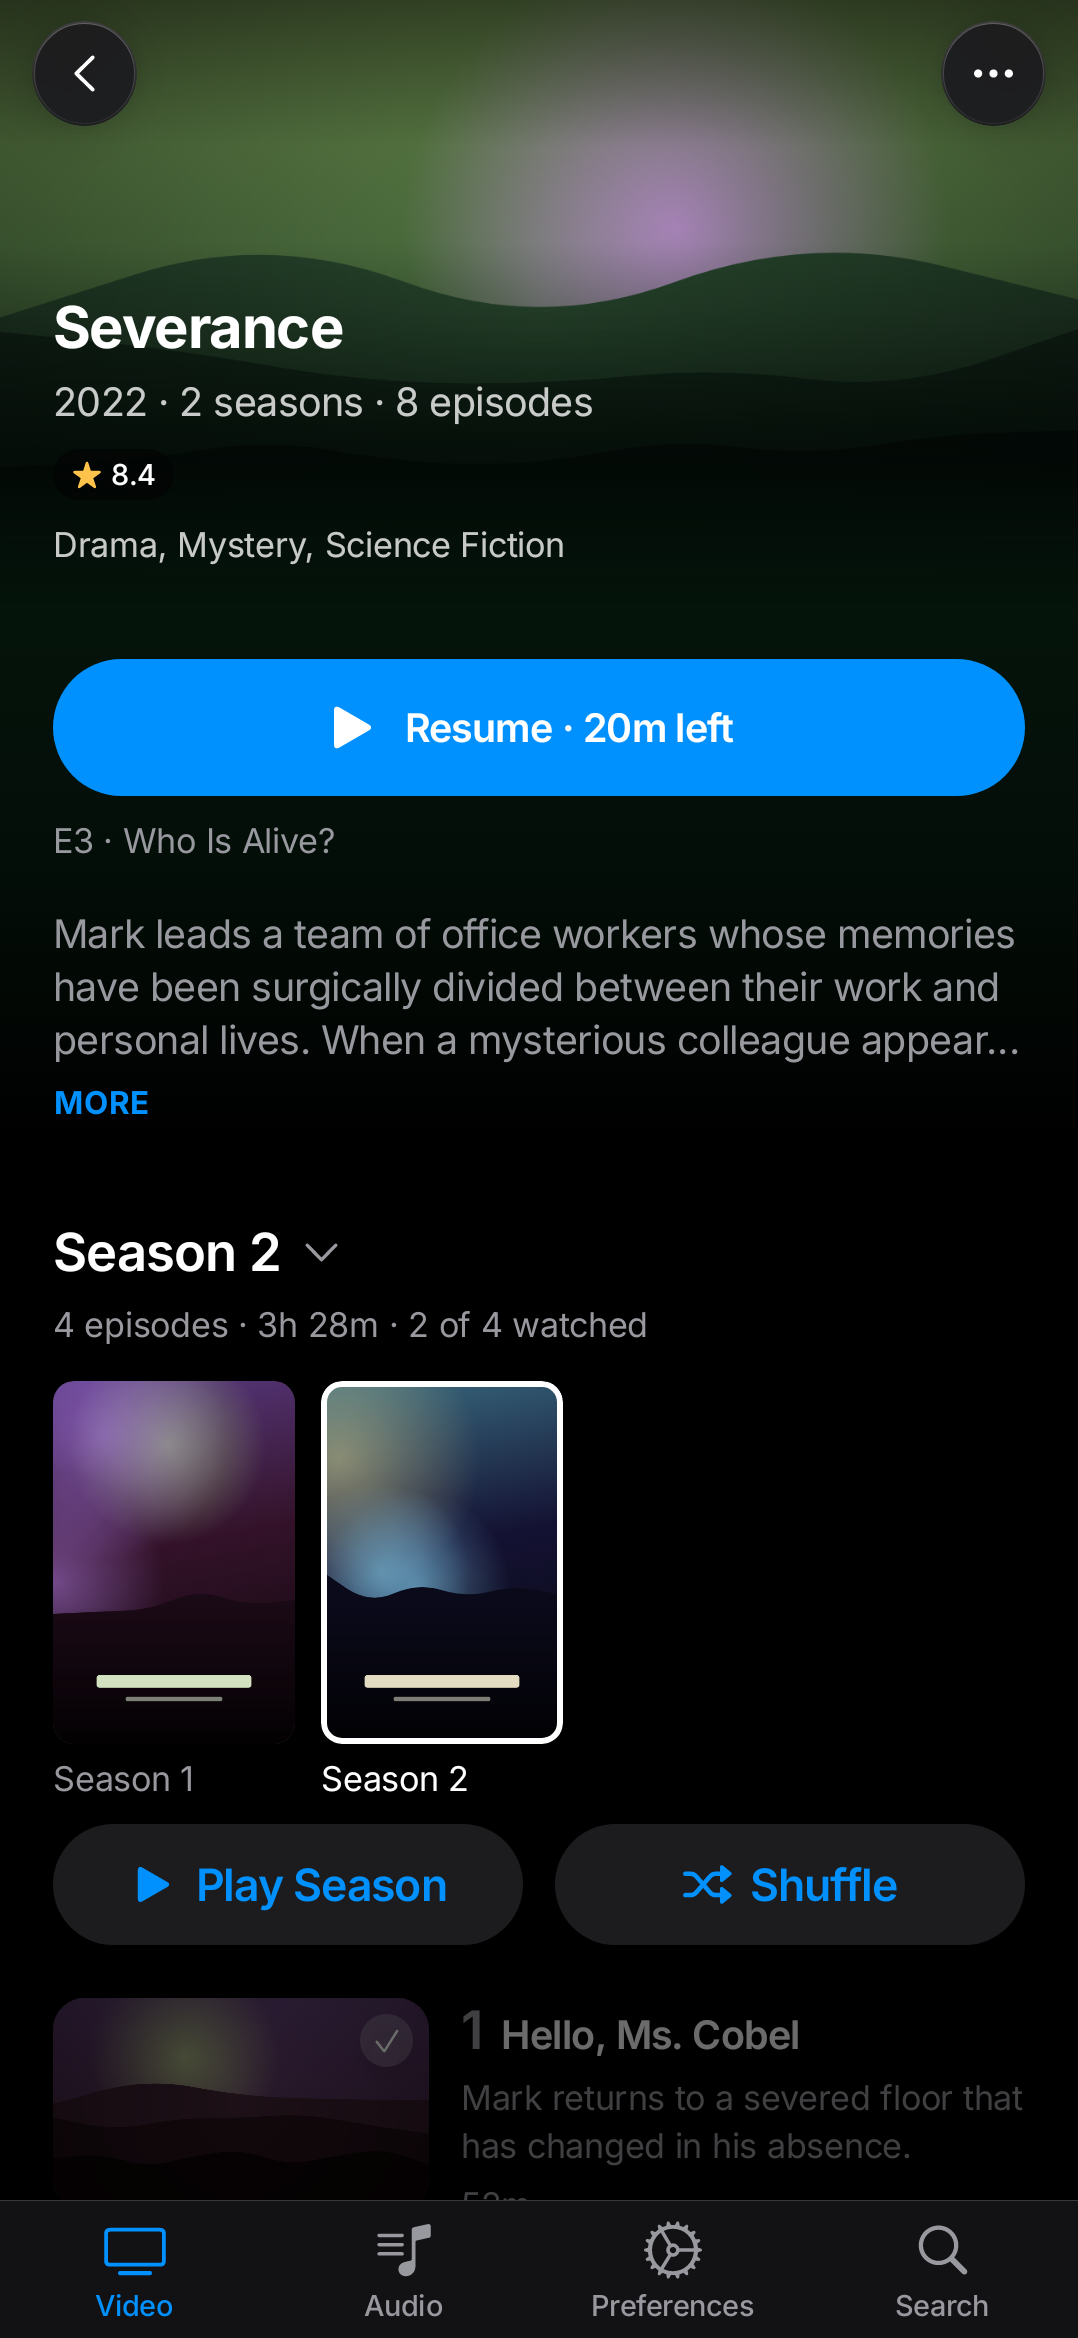 Severance
2022 · 2 seasons · 8 episodes
8.4
Drama, Mystery, Science Fiction
Resume · 20m left
E3 · Who Is Alive?
Mark leads a team of office workers whose memories
have been surgically divided between their work and
personal lives. When a mysterious colleague appear...
MORE
Season 2
4 episodes · 3h 28m · 2 of 4 watched
Season 1
Season 2
Play Season
Shuffle
1 Hello, Ms. Cobel
Mark returns to a severed floor that
has changed in his absence.
Video
Audio
Preferences
Search